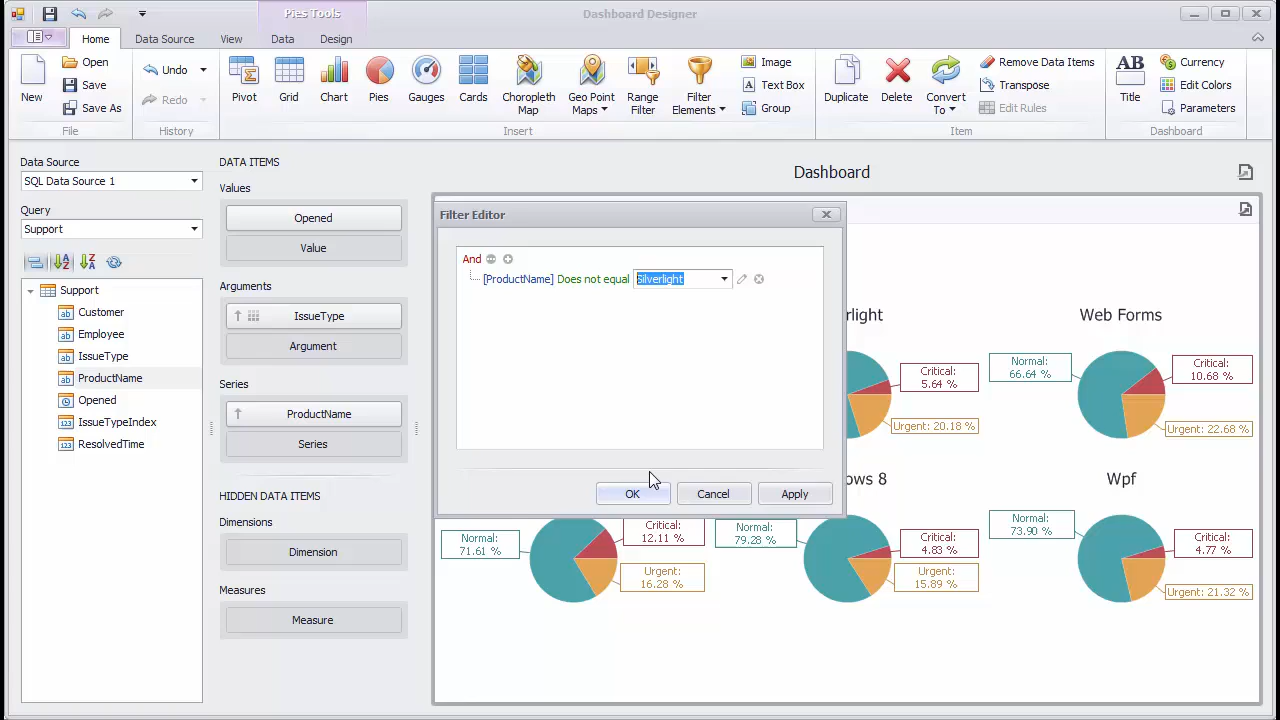 Pies Tools
Dashboard Designer
Home
Data Source
View
Data
Design
New
Open
Save
Save As
File
Undo
Redo
History
Pivot
Grid
Chart
Pies
Gauges
Cards
Choropleth
Map
Geo Point
Maps
Range
Filter
Filter
Elements
Image
Text Box
Group
Insert
Duplicate
Delete
Convert
To
Remove Data Items
Transpose
Edit Rules
Item
AB
Title
Currency
Edit Colors
Parameters
Dashboard
Data Source
SQL Data Source 1
Query
Support
Support
ab Customer
ab Employee
ab IssueType
ab ProductName
Opened
123 IssueTypeIndex
123 ResolvedTime
DATA ITEMS
Values
Opened
Value
Arguments
IssueType
Argument
Series
ProductName
Series
HIDDEN DATA ITEMS
Dimensions
Dimension
Measures
Measure
Dashboard
Filter Editor
And
[ProductName] Does not equal Silverlight
OK
Cancel
Apply
rlight
Critical:
5.64 %
Urgent: 20.18 %
Web Forms
Normal:
66.64 %
Critical:
10.68 %
Urgent: 22.68 %
Normal:
71.61 %
Critical:
12.11 %
Urgent:
16.28 %
ows 8
Normal:
79.28 %
Critical:
4.83 %
Urgent:
15.89 %
Wpf
Normal:
73.90 %
Critical:
4.77 %
Urgent: 21.32 %